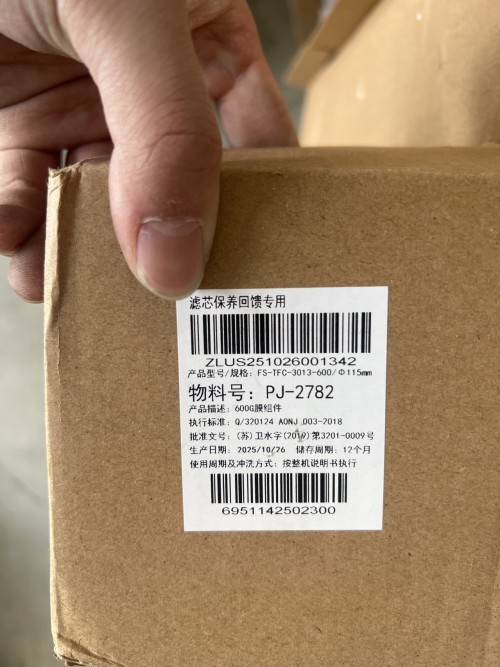 滤芯保养回馈专用
ZLUS251026001342
产品型号/规格: FS-TFC-3013-600/Φ115mm
物料号: PJ-2782
产品描述: 600G膜组件
执行标准: Q/320124 AONJ 003-2018
批准文号: (苏)卫水字(2019)第3201-0009号
生产日期: 2025/10/26 储存周期: 12个月
使用周期及冲洗方式: 按整机说明书执行
6951142502300